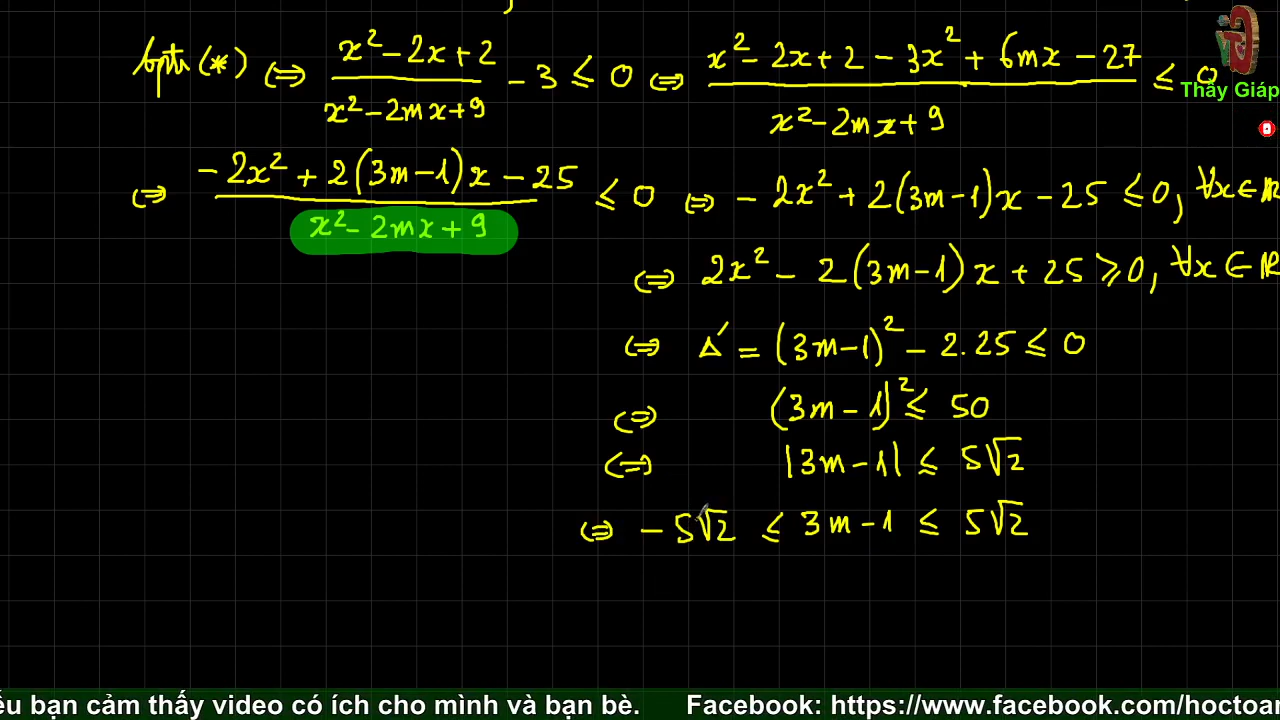 bptr (*) ⇔ (x² − 2x + 2)/(x² − 2mx + 9) − 3 ≤ 0 ⇔ (x² − 2x + 2 − 3x² + 6mx − 27)/(x² − 2mx + 9) ≤ 0
Thầy Giáp
⇔ (−2x² + 2(3m−1)x − 25)/(x² − 2mx + 9) ≤ 0 ⇔ −2x² + 2(3m−1)x − 25 ≤ 0, ∀x∈ℝ
⇔ 2x² − 2(3m−1)x + 25 ≥ 0, ∀x∈ℝ
⇔ Δ' = (3m−1)² − 2.25 ≤ 0
⇔ (3m−1)² ≤ 50
⇔ |3m−1| ≤ 5√2
⇔ −5√2 ≤ 3m−1 ≤ 5√2
bạn cảm thấy video có ích cho mình và bạn bè. Facebook: https://www.facebook.com/hoctoa